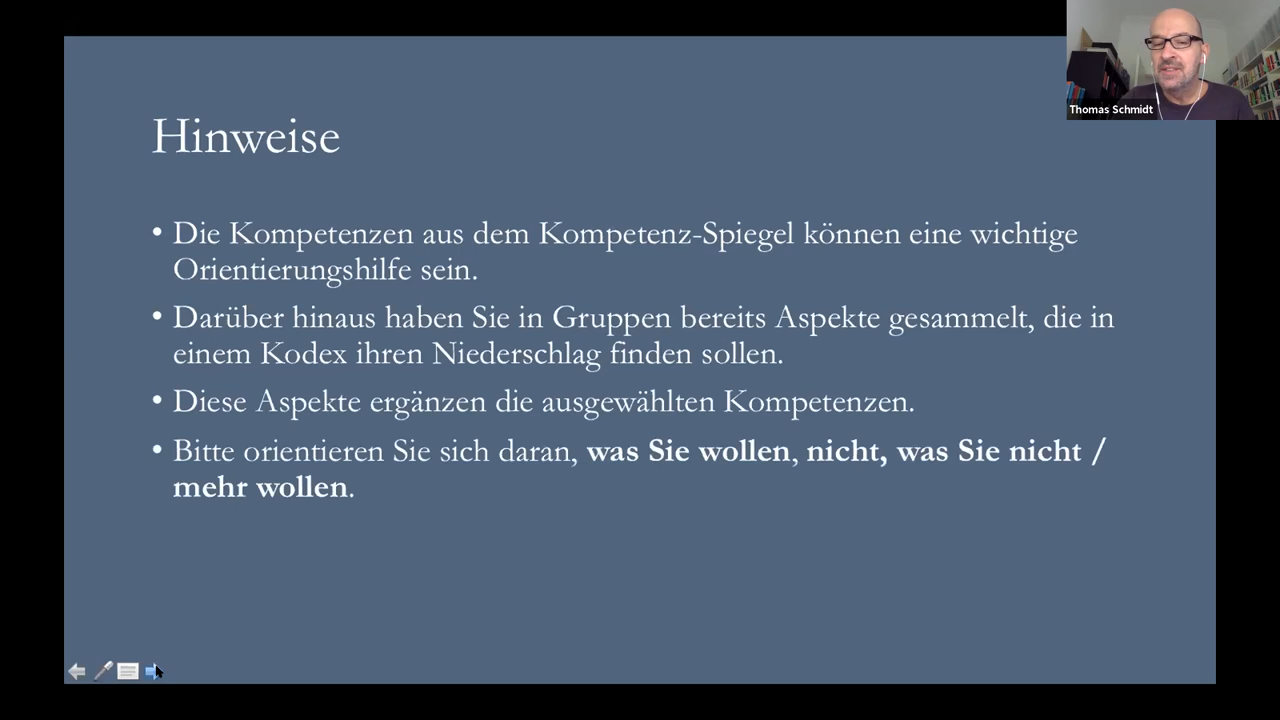 Thomas Schmidt
Hinweise
• Die Kompetenzen aus dem Kompetenz-Spiegel können eine wichtige
Orientierungshilfe sein.
• Darüber hinaus haben Sie in Gruppen bereits Aspekte gesammelt, die in
einem Kodex ihren Niederschlag finden sollen.
• Diese Aspekte ergänzen die ausgewählten Kompetenzen.
• Bitte orientieren Sie sich daran, was Sie wollen, nicht, was Sie nicht /
mehr wollen.